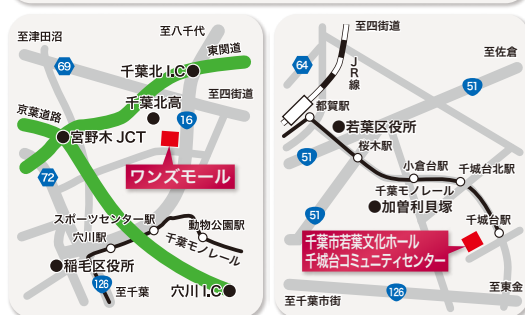 至津田沼
至八千代
69
東関道
千葉北I.C
至四街道
千葉北高
16
京葉道路
宮野木 JCT
ワンズモール
72
スポーツセンター駅
動物公園駅
穴川駅
千葉モノレール
稲毛区役所
126
至千葉
穴川I.C
至四街道
至佐倉
64
JR線
51
都賀駅
若葉区役所
桜木駅
51
小倉台駅
千城台北駅
千葉モノレール
加曽利貝塚
51
千城台駅
千葉市若葉文化ホール
千城台コミュニティセンター
126
至千葉市街
至東金